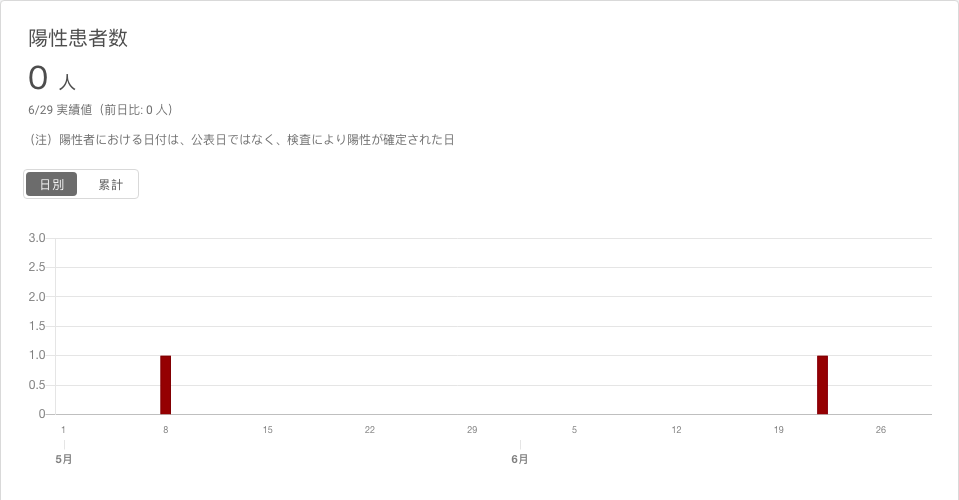 陽性患者数
0 人
6/29 実績値（前日比: 0 人）
（注）陽性者における日付は、公表日ではなく、検査により陽性が確定された日
日別 累計
3.0
2.5
2.0
1.5
1.0
0.5
0
1 8 15 22 29 5 12 19 26
5月 6月